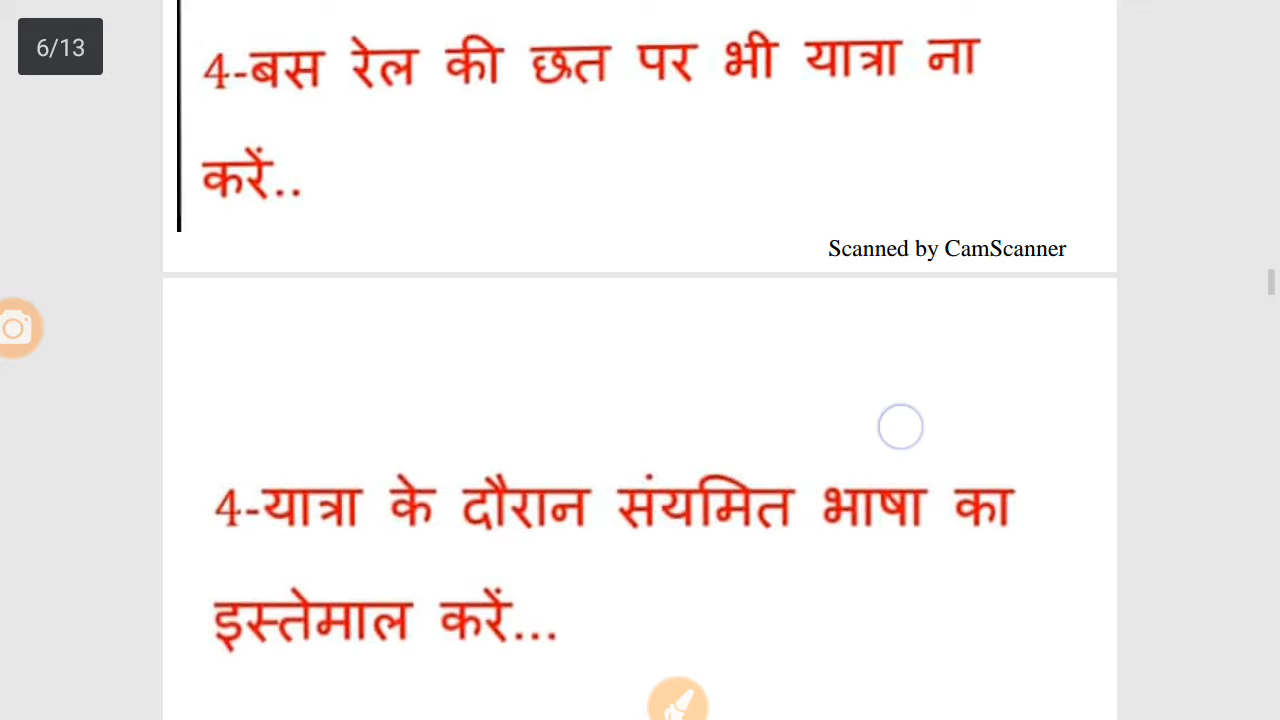 6/13
4-बस रेल की छत पर भी यात्रा ना
करें..
Scanned by CamScanner
4-यात्रा के दौरान संयमित भाषा का
इस्तेमाल करें...